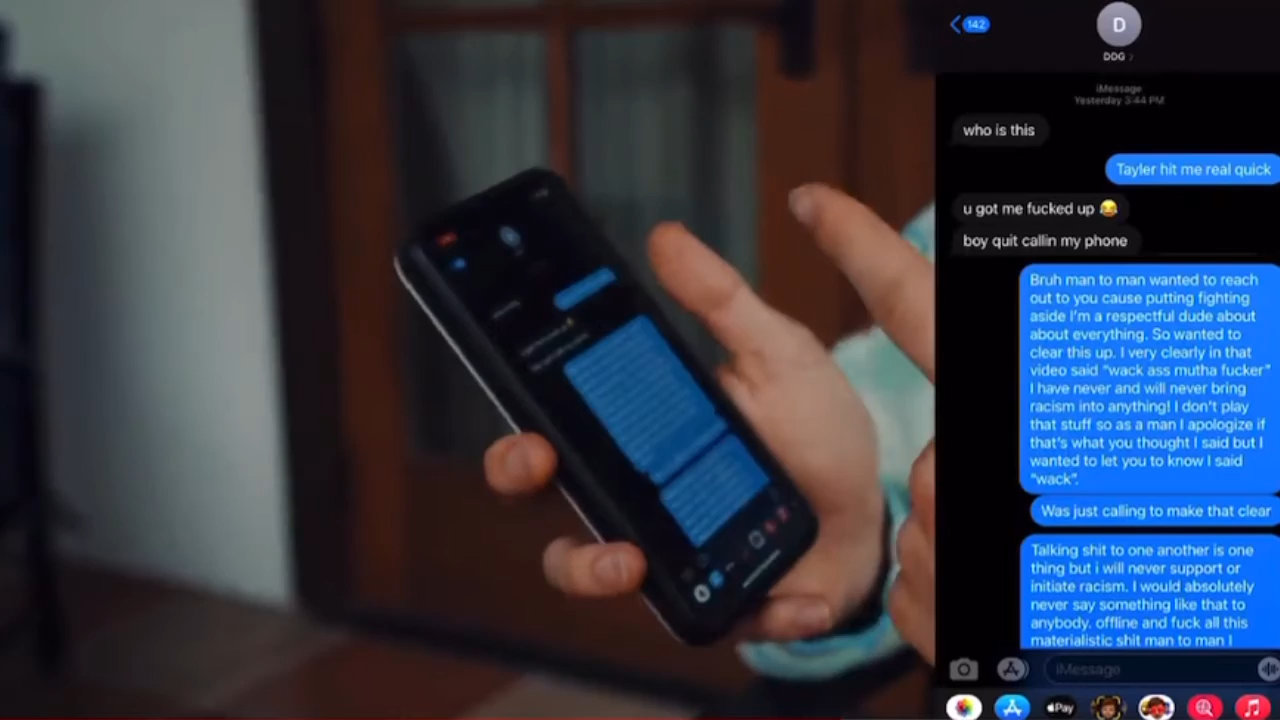 142
D
DDG
iMessage
Yesterday 3:44 PM
who is this
Tayler hit me real quick
u got me fucked up 😂
boy quit callin my phone
Bruh man to man wanted to reach
out to you cause putting fighting
aside I'm a respectful dude about
about everything. So wanted to
clear this up. I very clearly in that
video said “wack ass mutha fucker”
I have never and will never bring
racism into anything! I don't play
that stuff so as a man I apologize if
that's what you thought I said but I
wanted to let you to know I said
“wack”.
Was just calling to make that clear
Talking shit to one another is one
thing but i will never support or
initiate racism. I would absolutely
never say something like that to
anybody. offline and fuck all this
materialistic shit man to man I
iMessage
Pay